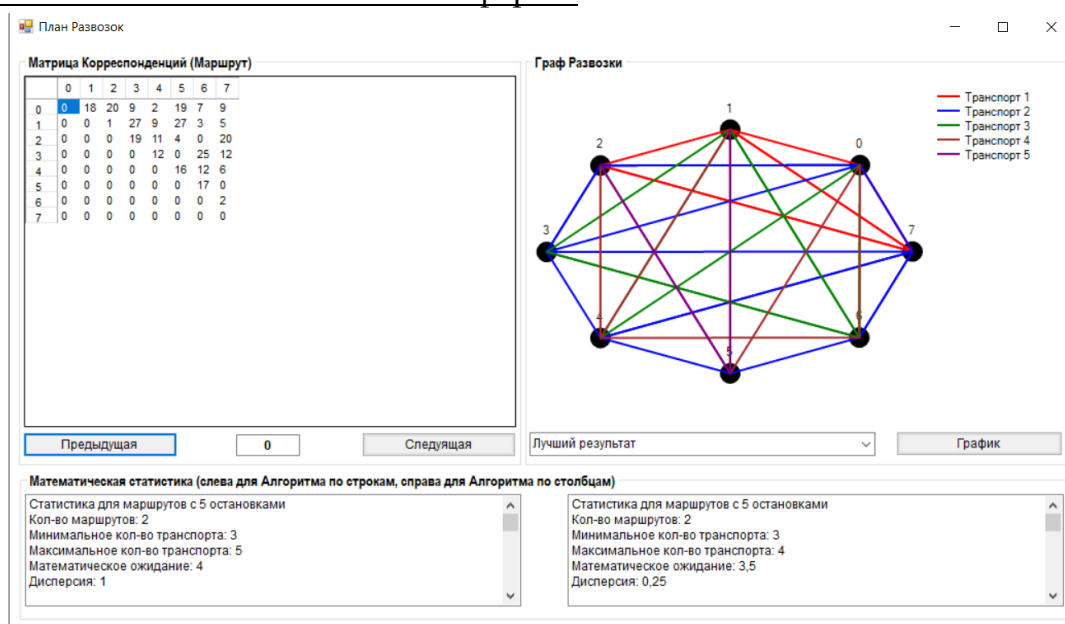 План Развозок
Матрица Корреспонденций (Маршрут)
0 1 2 3 4 5 6 7
0 0 18 20 9 2 19 7 9
1 0 0 1 27 9 27 3 5
2 0 0 0 19 11 4 0 20
3 0 0 0 0 12 0 25 12
4 0 0 0 0 0 16 12 6
5 0 0 0 0 0 0 17 0
6 0 0 0 0 0 0 0 2
7 0 0 0 0 0 0 0 0
Предыдущая
0
Следующая
Граф Развозки
Транспорт 1
Транспорт 2
Транспорт 3
Транспорт 4
Транспорт 5
1
2
0
3
7
4
6
5
Лучший результат
График
Математическая статистика (слева для Алгоритма по строкам, справа для Алгоритма по столбцам)
Статистика для маршрутов с 5 остановками
Кол-во маршрутов: 2
Минимальное кол-во транспорта: 3
Максимальное кол-во транспорта: 5
Математическое ожидание: 4
Дисперсия: 1
Статистика для маршрутов с 5 остановками
Кол-во маршрутов: 2
Минимальное кол-во транспорта: 3
Максимальное кол-во транспорта: 4
Математическое ожидание: 3,5
Дисперсия: 0,25